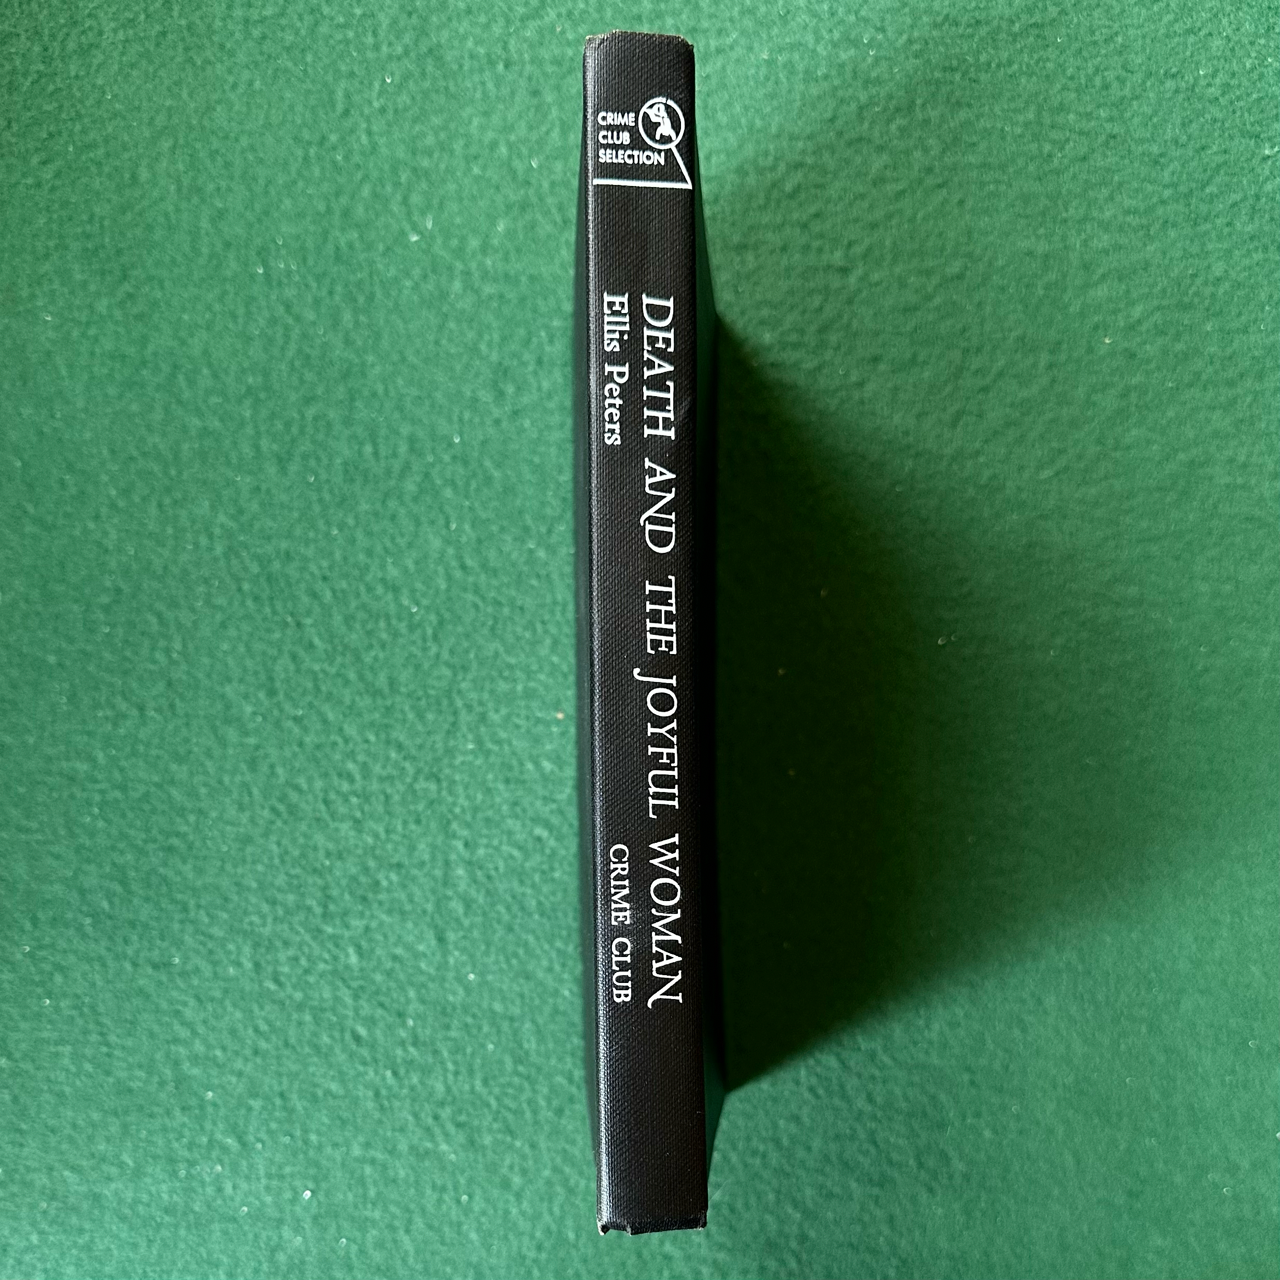 CRIME
CLUB
SELECTION
DEATH AND THE JOYFUL WOMAN
Ellis Peters
CRIME CLUB